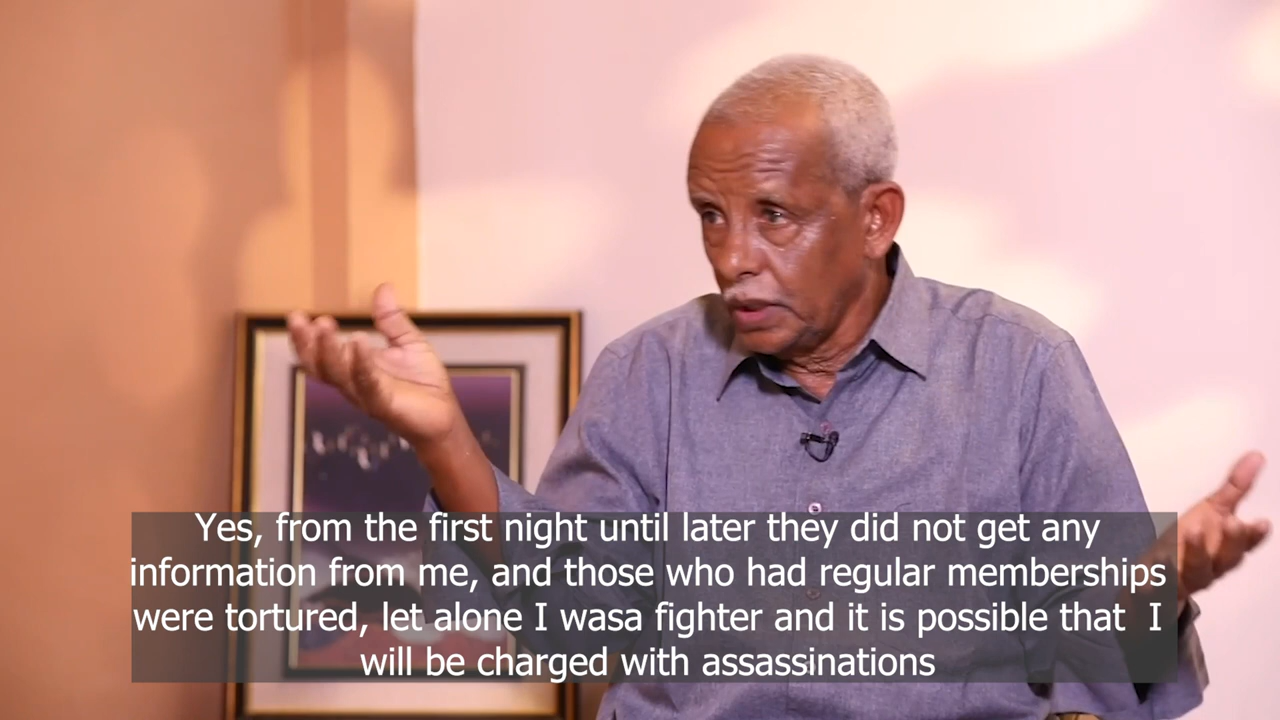 Yes, from the first night until later they did not get any
information from me, and those who had regular memberships
were tortured, let alone I wasa fighter and it is possible that  I
will be charged with assassinations